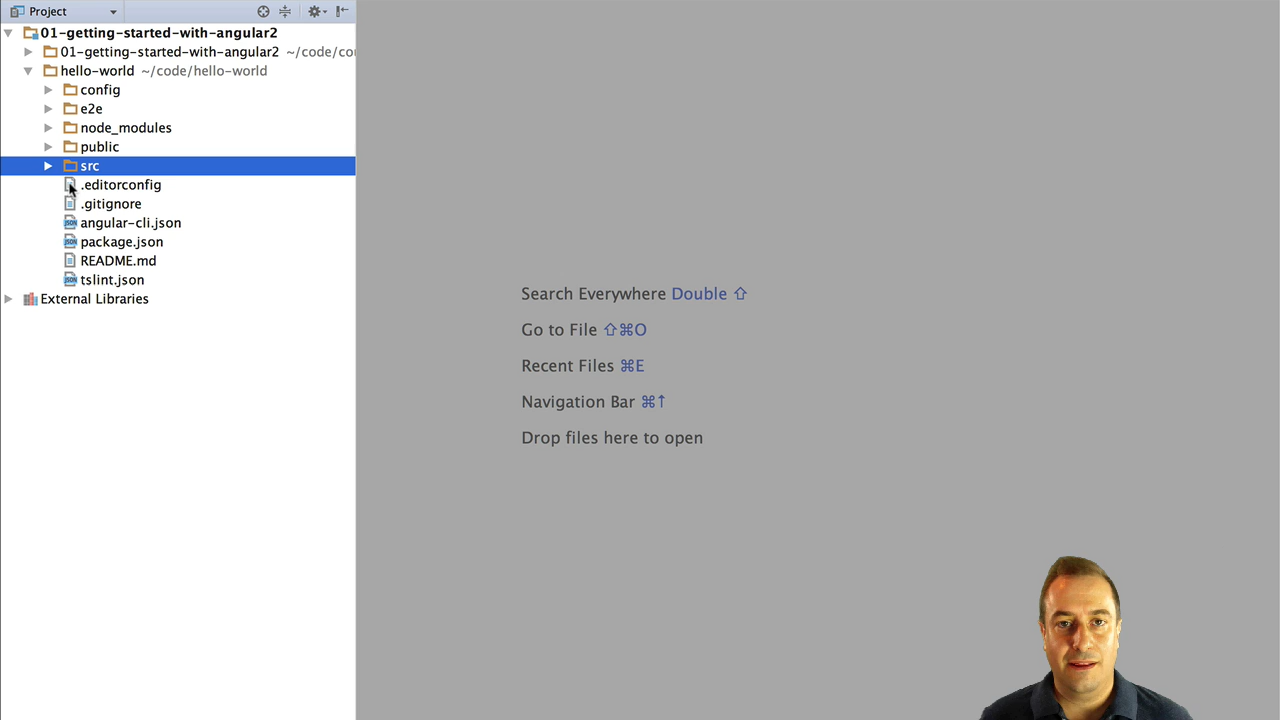 Project
01-getting-started-with-angular2
01-getting-started-with-angular2 ~/code/co
hello-world ~/code/hello-world
config
e2e
node_modules
public
src
.editorconfig
.gitignore
angular-cli.json
package.json
README.md
tslint.json
External Libraries
Search Everywhere Double ⇧
Go to File ⇧⌘O
Recent Files ⌘E
Navigation Bar ⌘↑
Drop files here to open